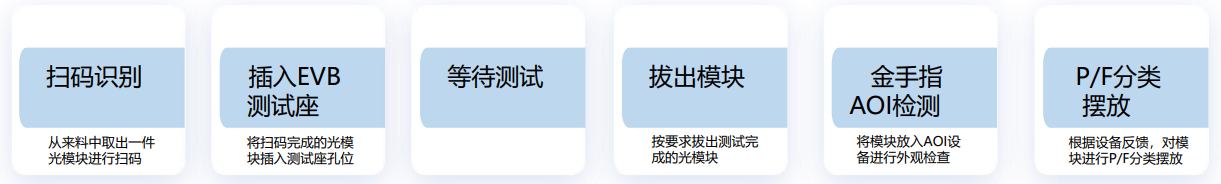 扫码识别
从来料中取出一件
光模块进行扫码
插入EVB
测试座
将扫码完成的光模
块插入测试座孔位
等待测试
拔出模块
按要求拔出测试完
成的光模块
金手指
AOI检测
将模块放入AOI设
备进行外观检查
P/F分类
摆放
根据设备反馈，对模
块进行P/F分类摆放